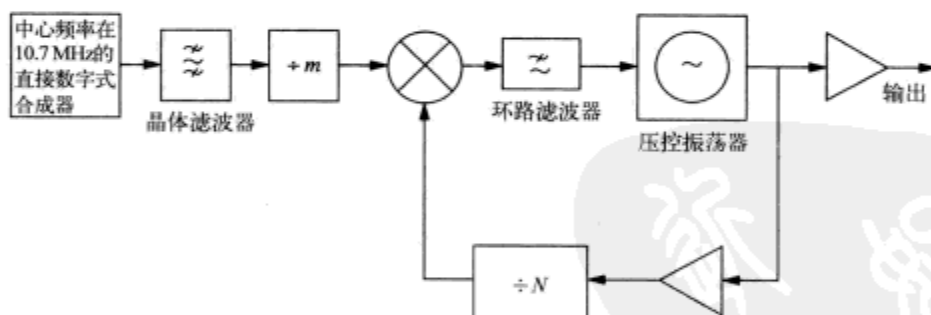 中心频率在
10.7 MHz的
直接数字式
合成器
晶体滤波器
÷m
环路滤波器
~
压控振荡器
输出
÷N